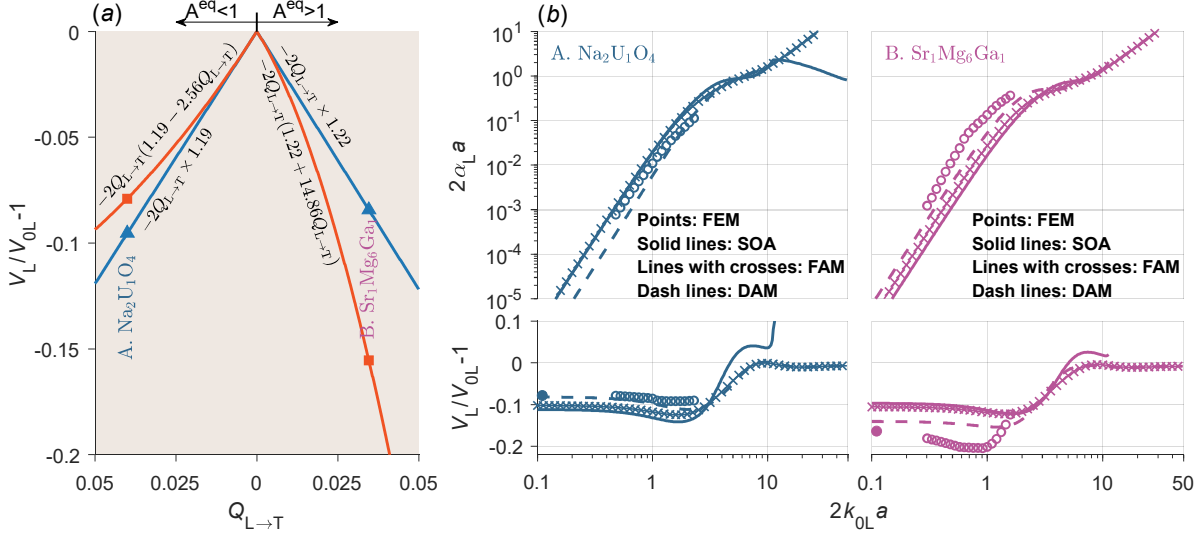 (a)
A^eq<1
A^eq>1
0
-0.05
-0.1
-0.15
-0.2
V_L/V_0L-1
−2Q_L→T(1.19 − 2.56Q_L→T)
−2Q_L→T × 1.19
−2Q_L→T × 1.22
−2Q_L→T(1.22 + 14.86Q_L→T)
A. Na₂U₁O₄
B. Sr₁Mg₆Ga₁
0.05
0.025
0
0.025
0.05
Q_L→T
(b)
A. Na₂U₁O₄
B. Sr₁Mg₆Ga₁
10¹
10⁰
10⁻¹
10⁻²
10⁻³
10⁻⁴
10⁻⁵
2α_L a
Points: FEM
Solid lines: SOA
Lines with crosses: FAM
Dash lines: DAM
Points: FEM
Solid lines: SOA
Lines with crosses: FAM
Dash lines: DAM
0.1
0
-0.1
-0.2
V_L/V_0L-1
0.1
1
10
0.1
1
10
50
2k_0L a